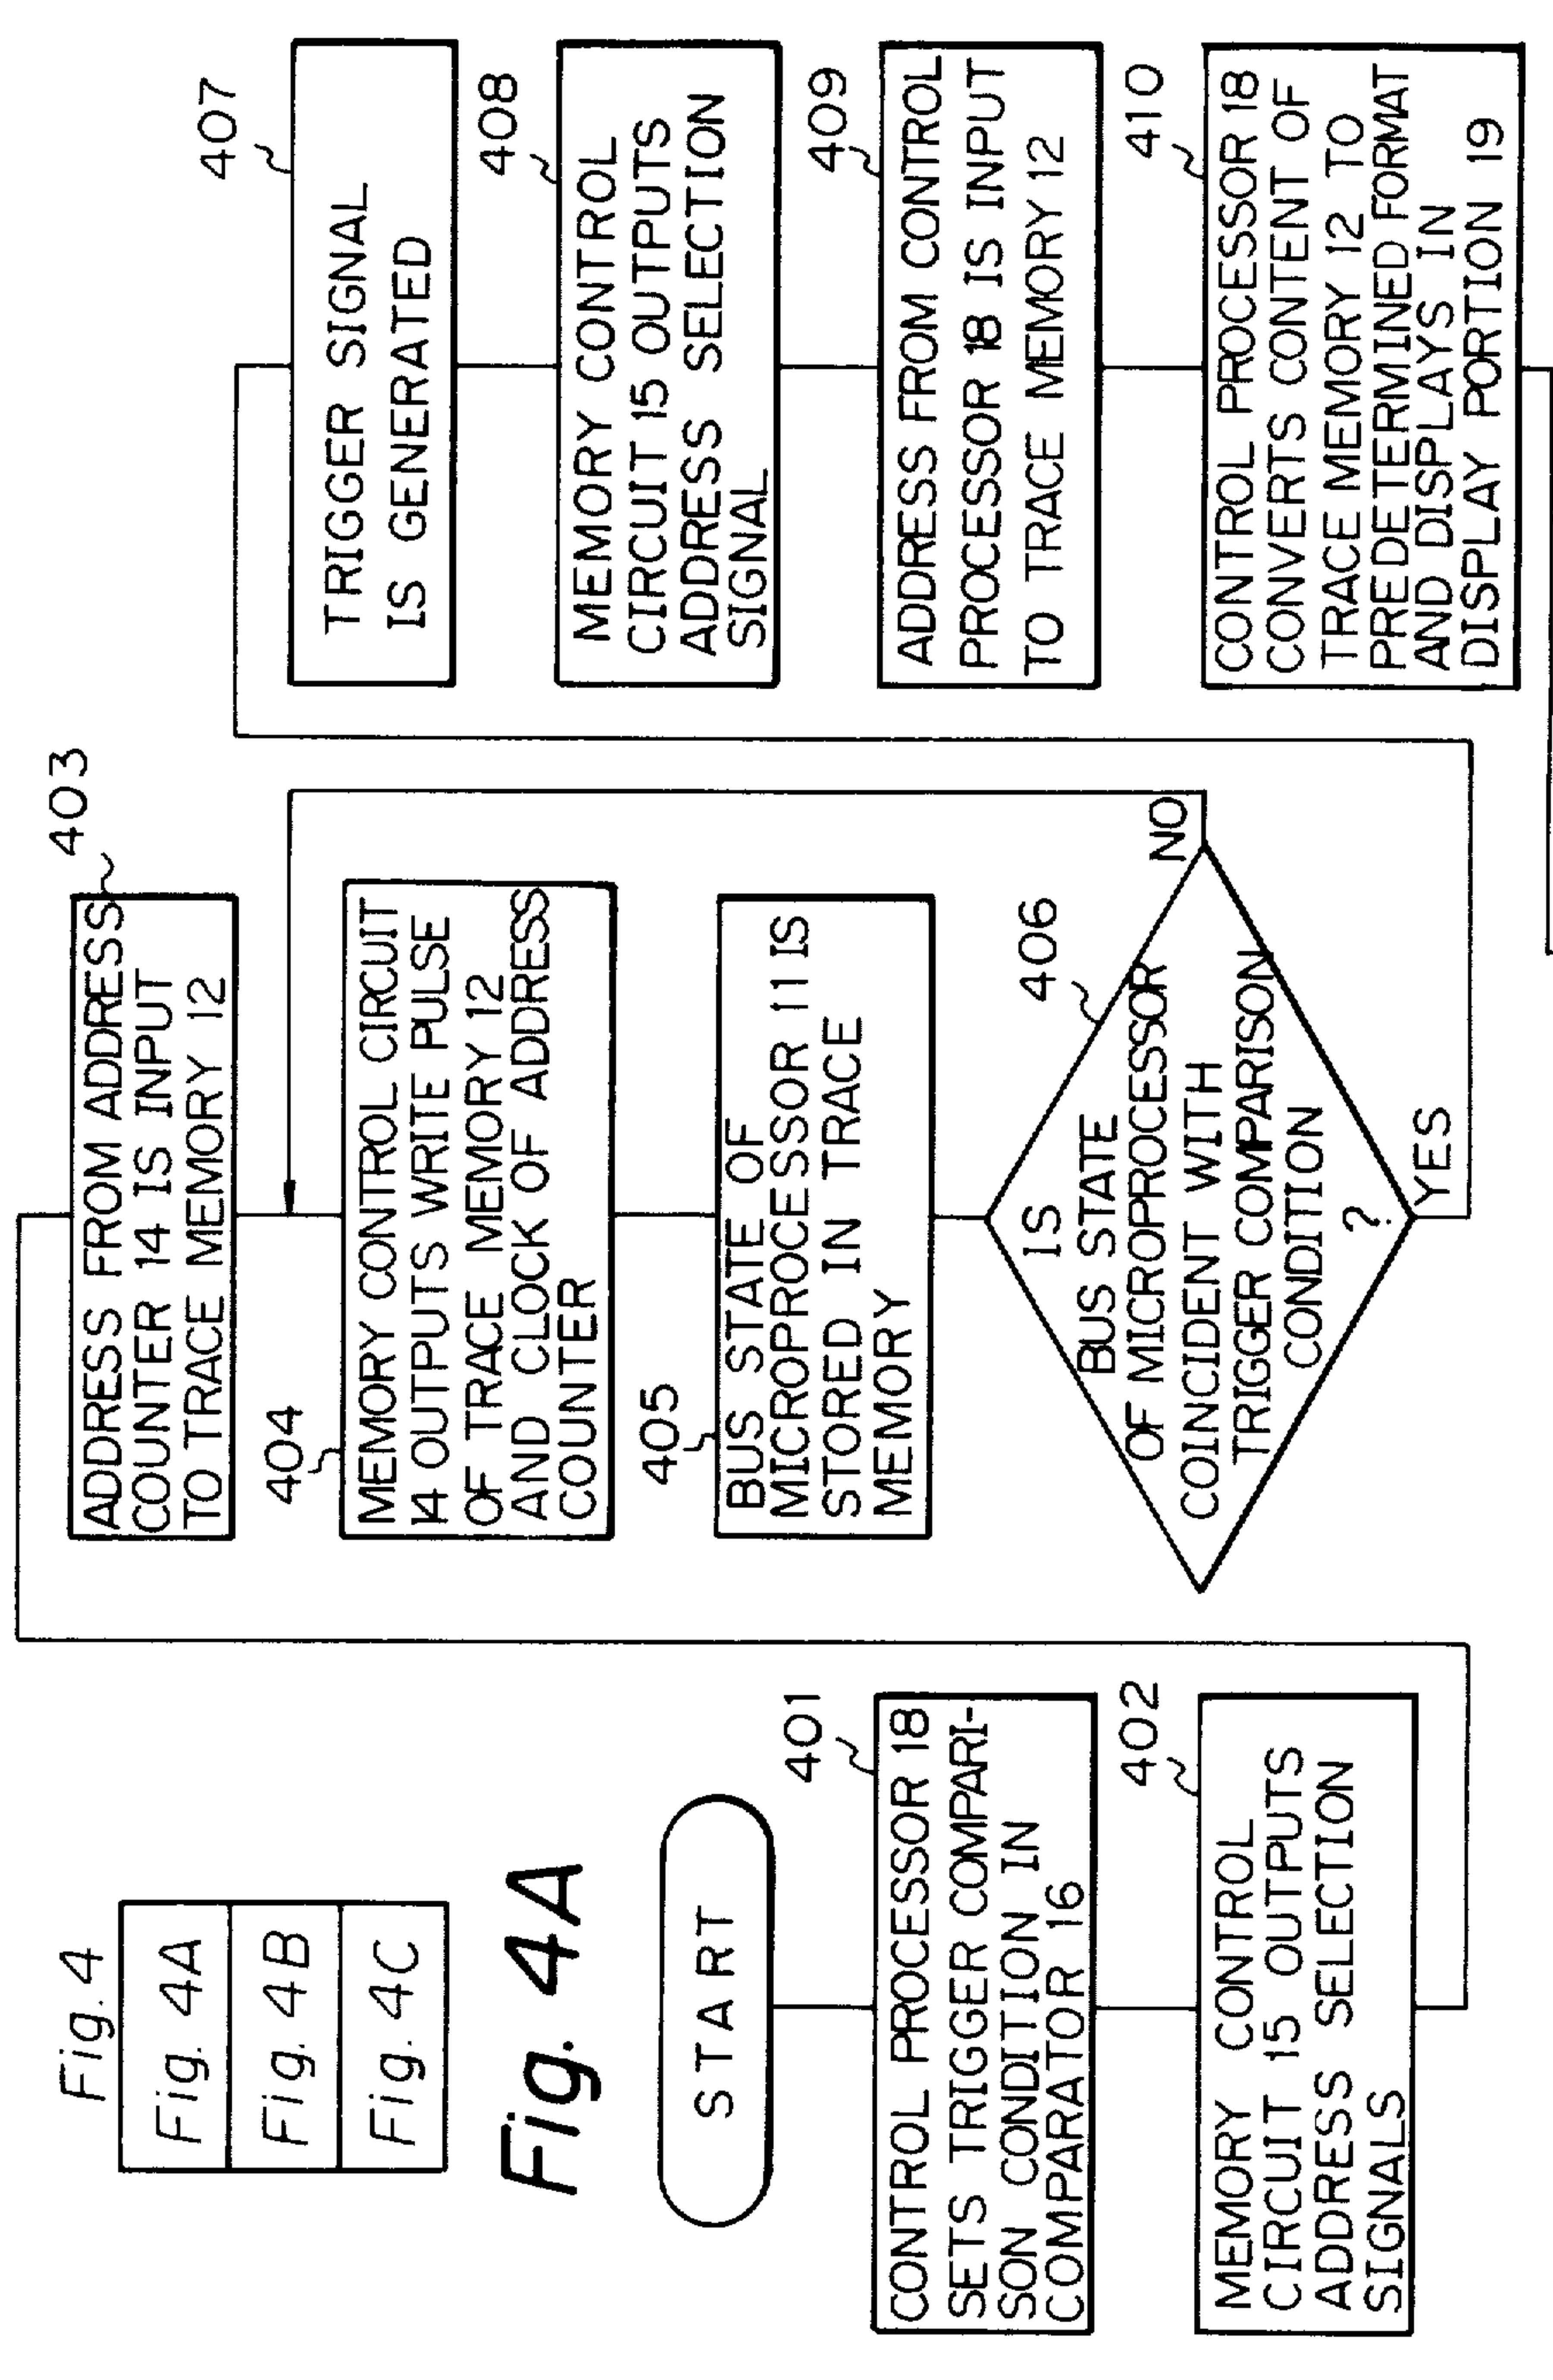 Fig. 4
Fig. 4A
Fig. 4B
Fig. 4C
Fig. 4A
START
401
CONTROL PROCESSOR 18
SETS TRIGGER COMPARI-
SON CONDITION IN
COMPARATOR 16
402
MEMORY CONTROL
CIRCUIT 15 OUTPUTS
ADDRESS SELECTION
SIGNALS
403
ADDRESS FROM ADDRESS
COUNTER 14 IS INPUT
TO TRACE MEMORY 12
404
MEMORY CONTROL CIRCUIT
14 OUTPUTS WRITE PULSE
OF TRACE MEMORY 12
AND CLOCK OF ADDRESS
COUNTER
405
BUS STATE OF
MICROPROCESSOR 11 IS
STORED IN TRACE
MEMORY
406
IS
BUS STATE
OF MICROPROCESSOR
COINCIDENT WITH
TRIGGER COMPARISON
CONDITION
?
NO
YES
407
TRIGGER SIGNAL
IS GENERATED
408
MEMORY CONTROL
CIRCUIT 15 OUTPUTS
ADDRESS SELECTION
SIGNAL
409
ADDRESS FROM CONTROL
PROCESSOR 18 IS INPUT
TO TRACE MEMORY 12
410
CONTROL PROCESSOR 18
CONVERTS CONTENT OF
TRACE MEMORY 12 TO
PREDETERMINED FORMAT
AND DISPLAYS IN
DISPLAY PORTION 19